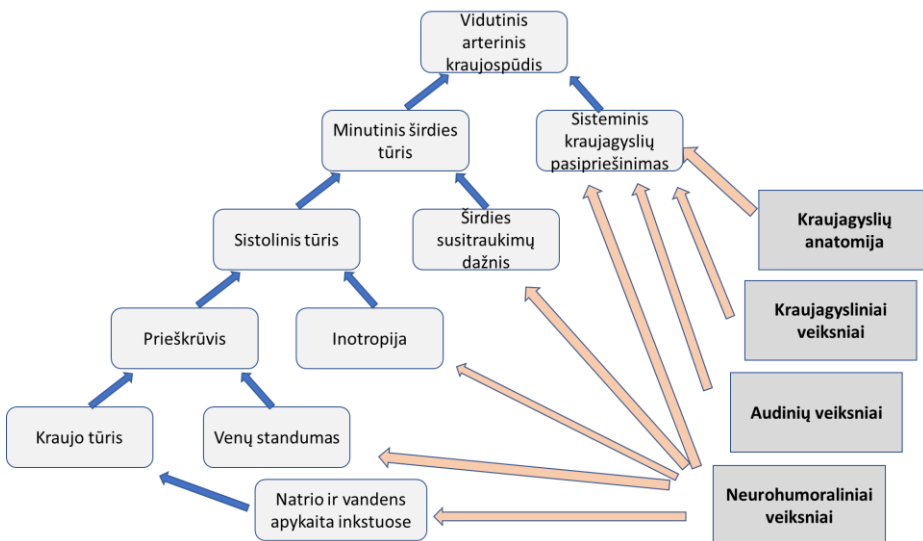 Vidutinis
arterinis
kraujospūdis
Minutinis širdies
tūris
Sisteminis
kraujagyslių
pasipriešinimas
Kraujagyslių
anatomija
Sistolinis tūris
Širdies
susitraukimų
dažnis
Kraujagysliniai
veiksniai
Prieškrūvis
Inotropija
Audinių veiksniai
Kraujo tūris
Venų standumas
Natrio ir vandens
apykaita inkstuose
Neurohumoraliniai
veiksniai